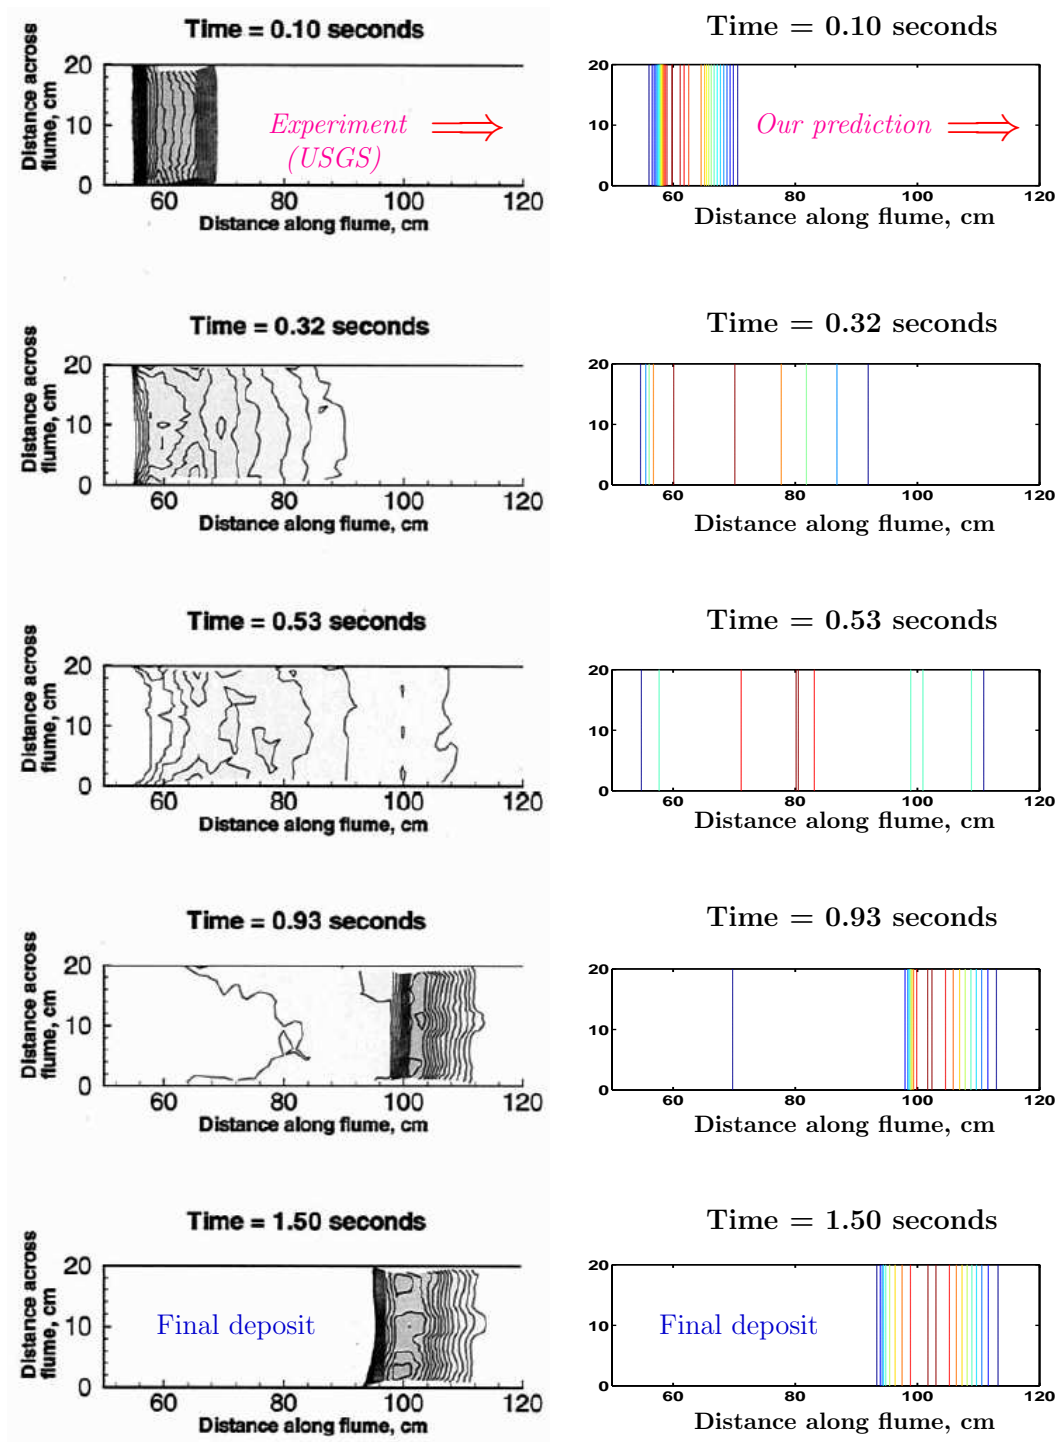 Time = 0.10 seconds
Distance across
flume, cm
20
10
0
Experiment
(USGS)
60 80 100 120
Distance along flume, cm
Time = 0.10 seconds
20
10
0
Our prediction
60 80 100 120
Distance along flume, cm
Time = 0.32 seconds
Distance across
flume, cm
20
10
0
60 80 100 120
Distance along flume, cm
Time = 0.32 seconds
20
10
0
60 80 100 120
Distance along flume, cm
Time = 0.53 seconds
Distance across
flume, cm
20
10
0
60 80 100 120
Distance along flume, cm
Time = 0.53 seconds
20
10
0
60 80 100 120
Distance along flume, cm
Time = 0.93 seconds
Distance across
flume, cm
20
10
0
60 80 100 120
Distance along flume, cm
Time = 0.93 seconds
20
10
0
60 80 100 120
Distance along flume, cm
Time = 1.50 seconds
Distance across
flume, cm
20
10
0
Final deposit
60 80 100 120
Distance along flume, cm
Time = 1.50 seconds
20
10
0
Final deposit
60 80 100 120
Distance along flume, cm